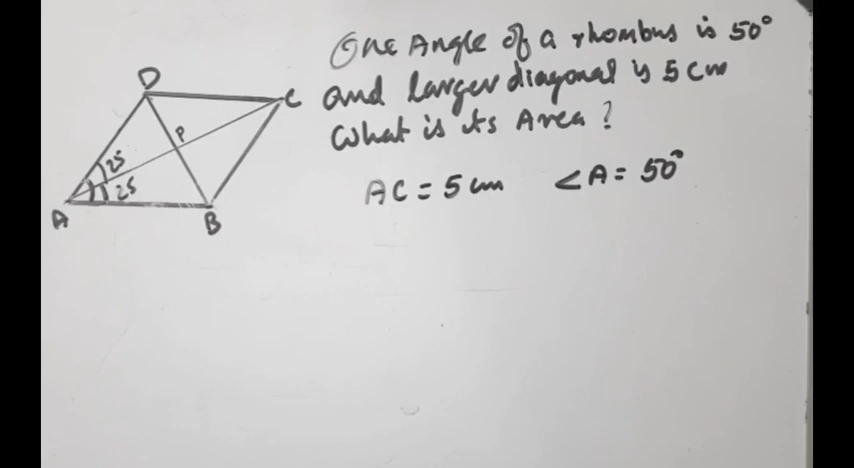 One Angle of a rhombus is 50°
and larger diagonal is 5 cm
What is its Area?
AC = 5 cm ∠A = 50°
D
C
P
25
25
A
B